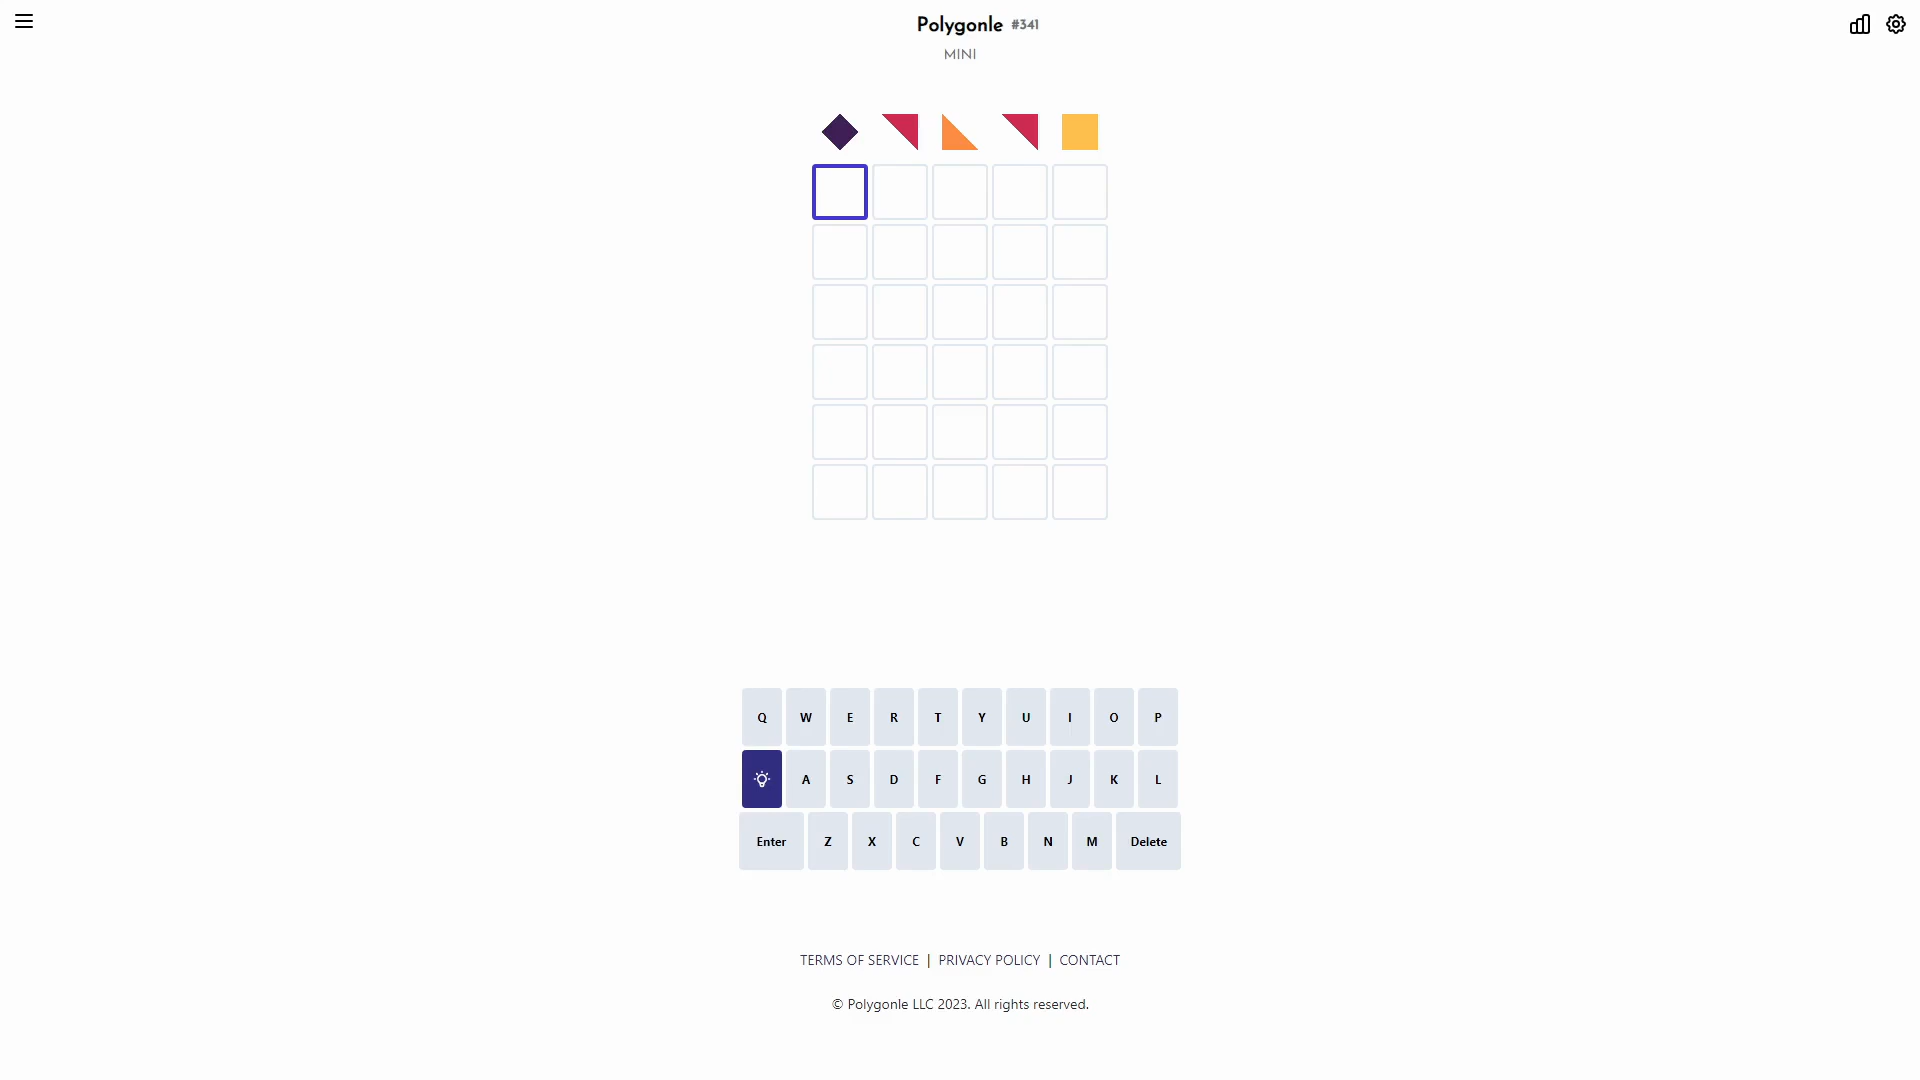 Polygonle #341
MINI
Q W E R T Y U I O P
A S D F G H J K L
Enter Z X C V B N M Delete
TERMS OF SERVICE | PRIVACY POLICY | CONTACT
© Polygonle LLC 2023. All rights reserved.